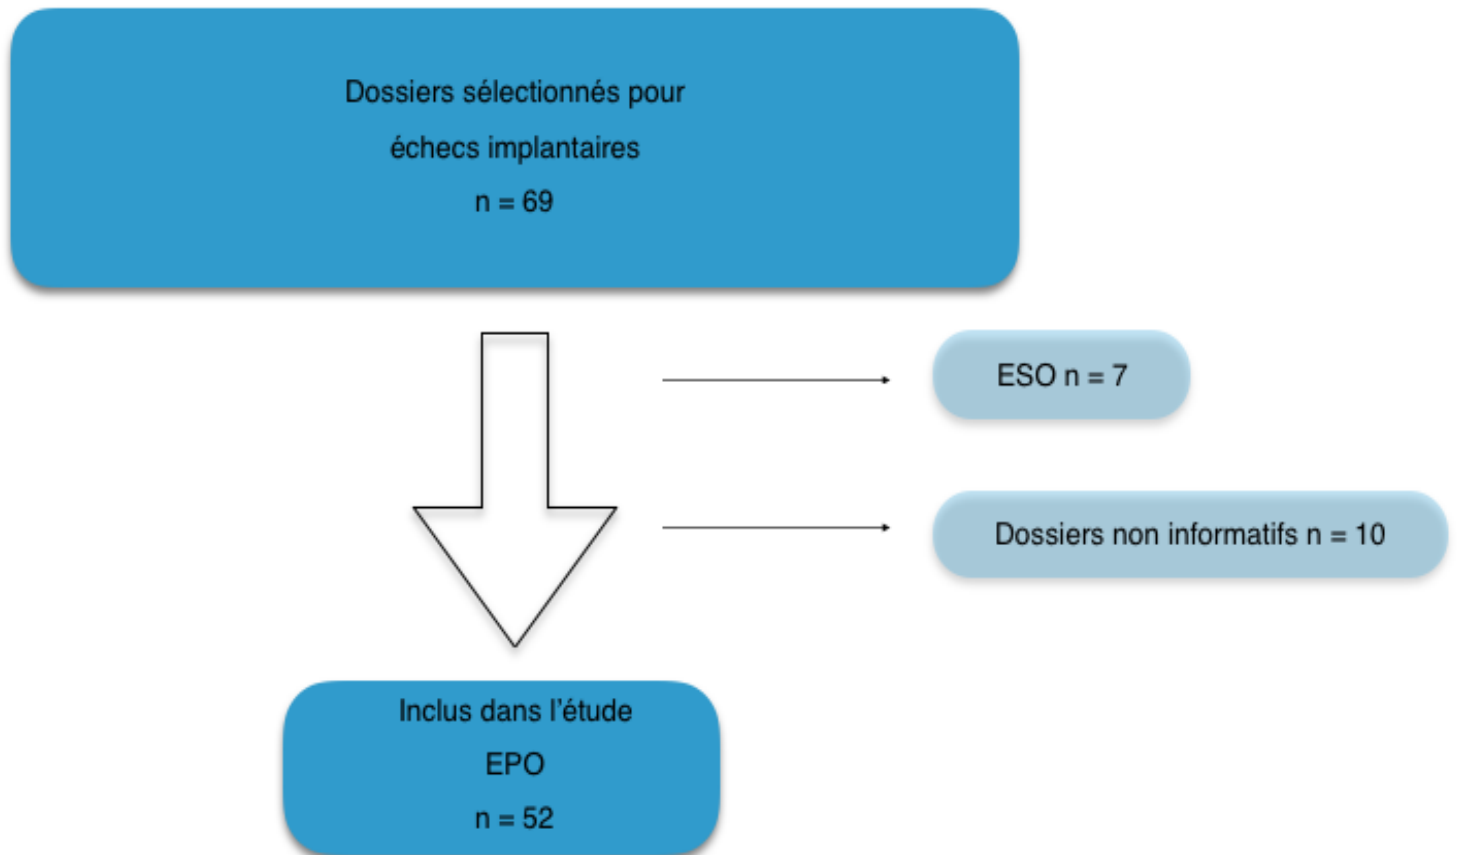 Dossiers sélectionnés pour
échecs implantaires
n = 69
ESO n = 7
Dossiers non informatifs n = 10
Inclus dans l'étude
EPO
n = 52